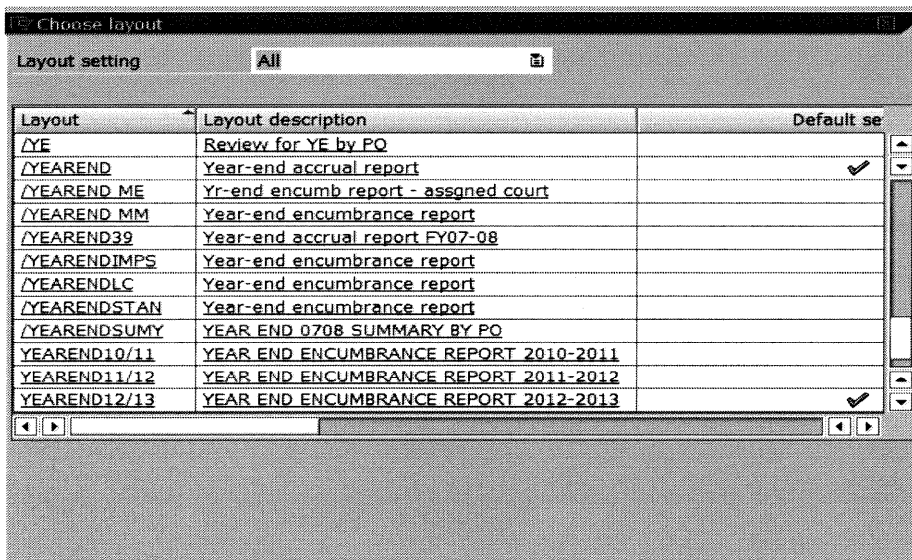 Choose layout
Layout setting All
Layout Layout description Default se
/YE Review for YE by PO
/YEAREND Year-end accrual report
/YEAREND ME Yr-end encumb report - assgned court
/YEAREND MM Year-end encumbrance report
/YEAREND39 Year-end accrual report FY07-08
/YEARENDIMPS Year-end encumbrance report
/YEARENDLC Year-end encumbrance report
/YEARENDSTAN Year-end encumbrance report
/YEARENDSUMY YEAR END 0708 SUMMARY BY PO
YEAREND10/11 YEAR END ENCUMBRANCE REPORT 2010-2011
YEAREND11/12 YEAR END ENCUMBRANCE REPORT 2011-2012
YEAREND12/13 YEAR END ENCUMBRANCE REPORT 2012-2013